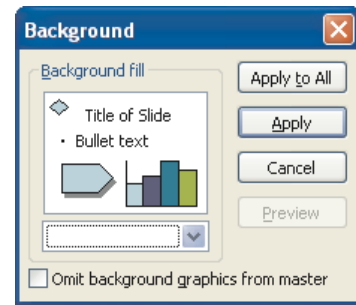 Background
Background fill
Title of Slide
• Bullet text
Apply to All
Apply
Cancel
Preview
Omit background graphics from master